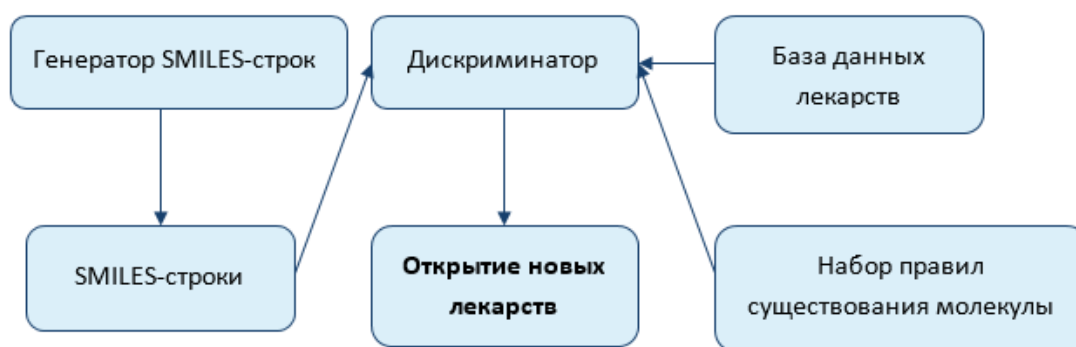 Генератор SMILES-строк
Дискриминатор
База данных
лекарств
SMILES-строки
Открытие новых
лекарств
Набор правил
существования молекулы